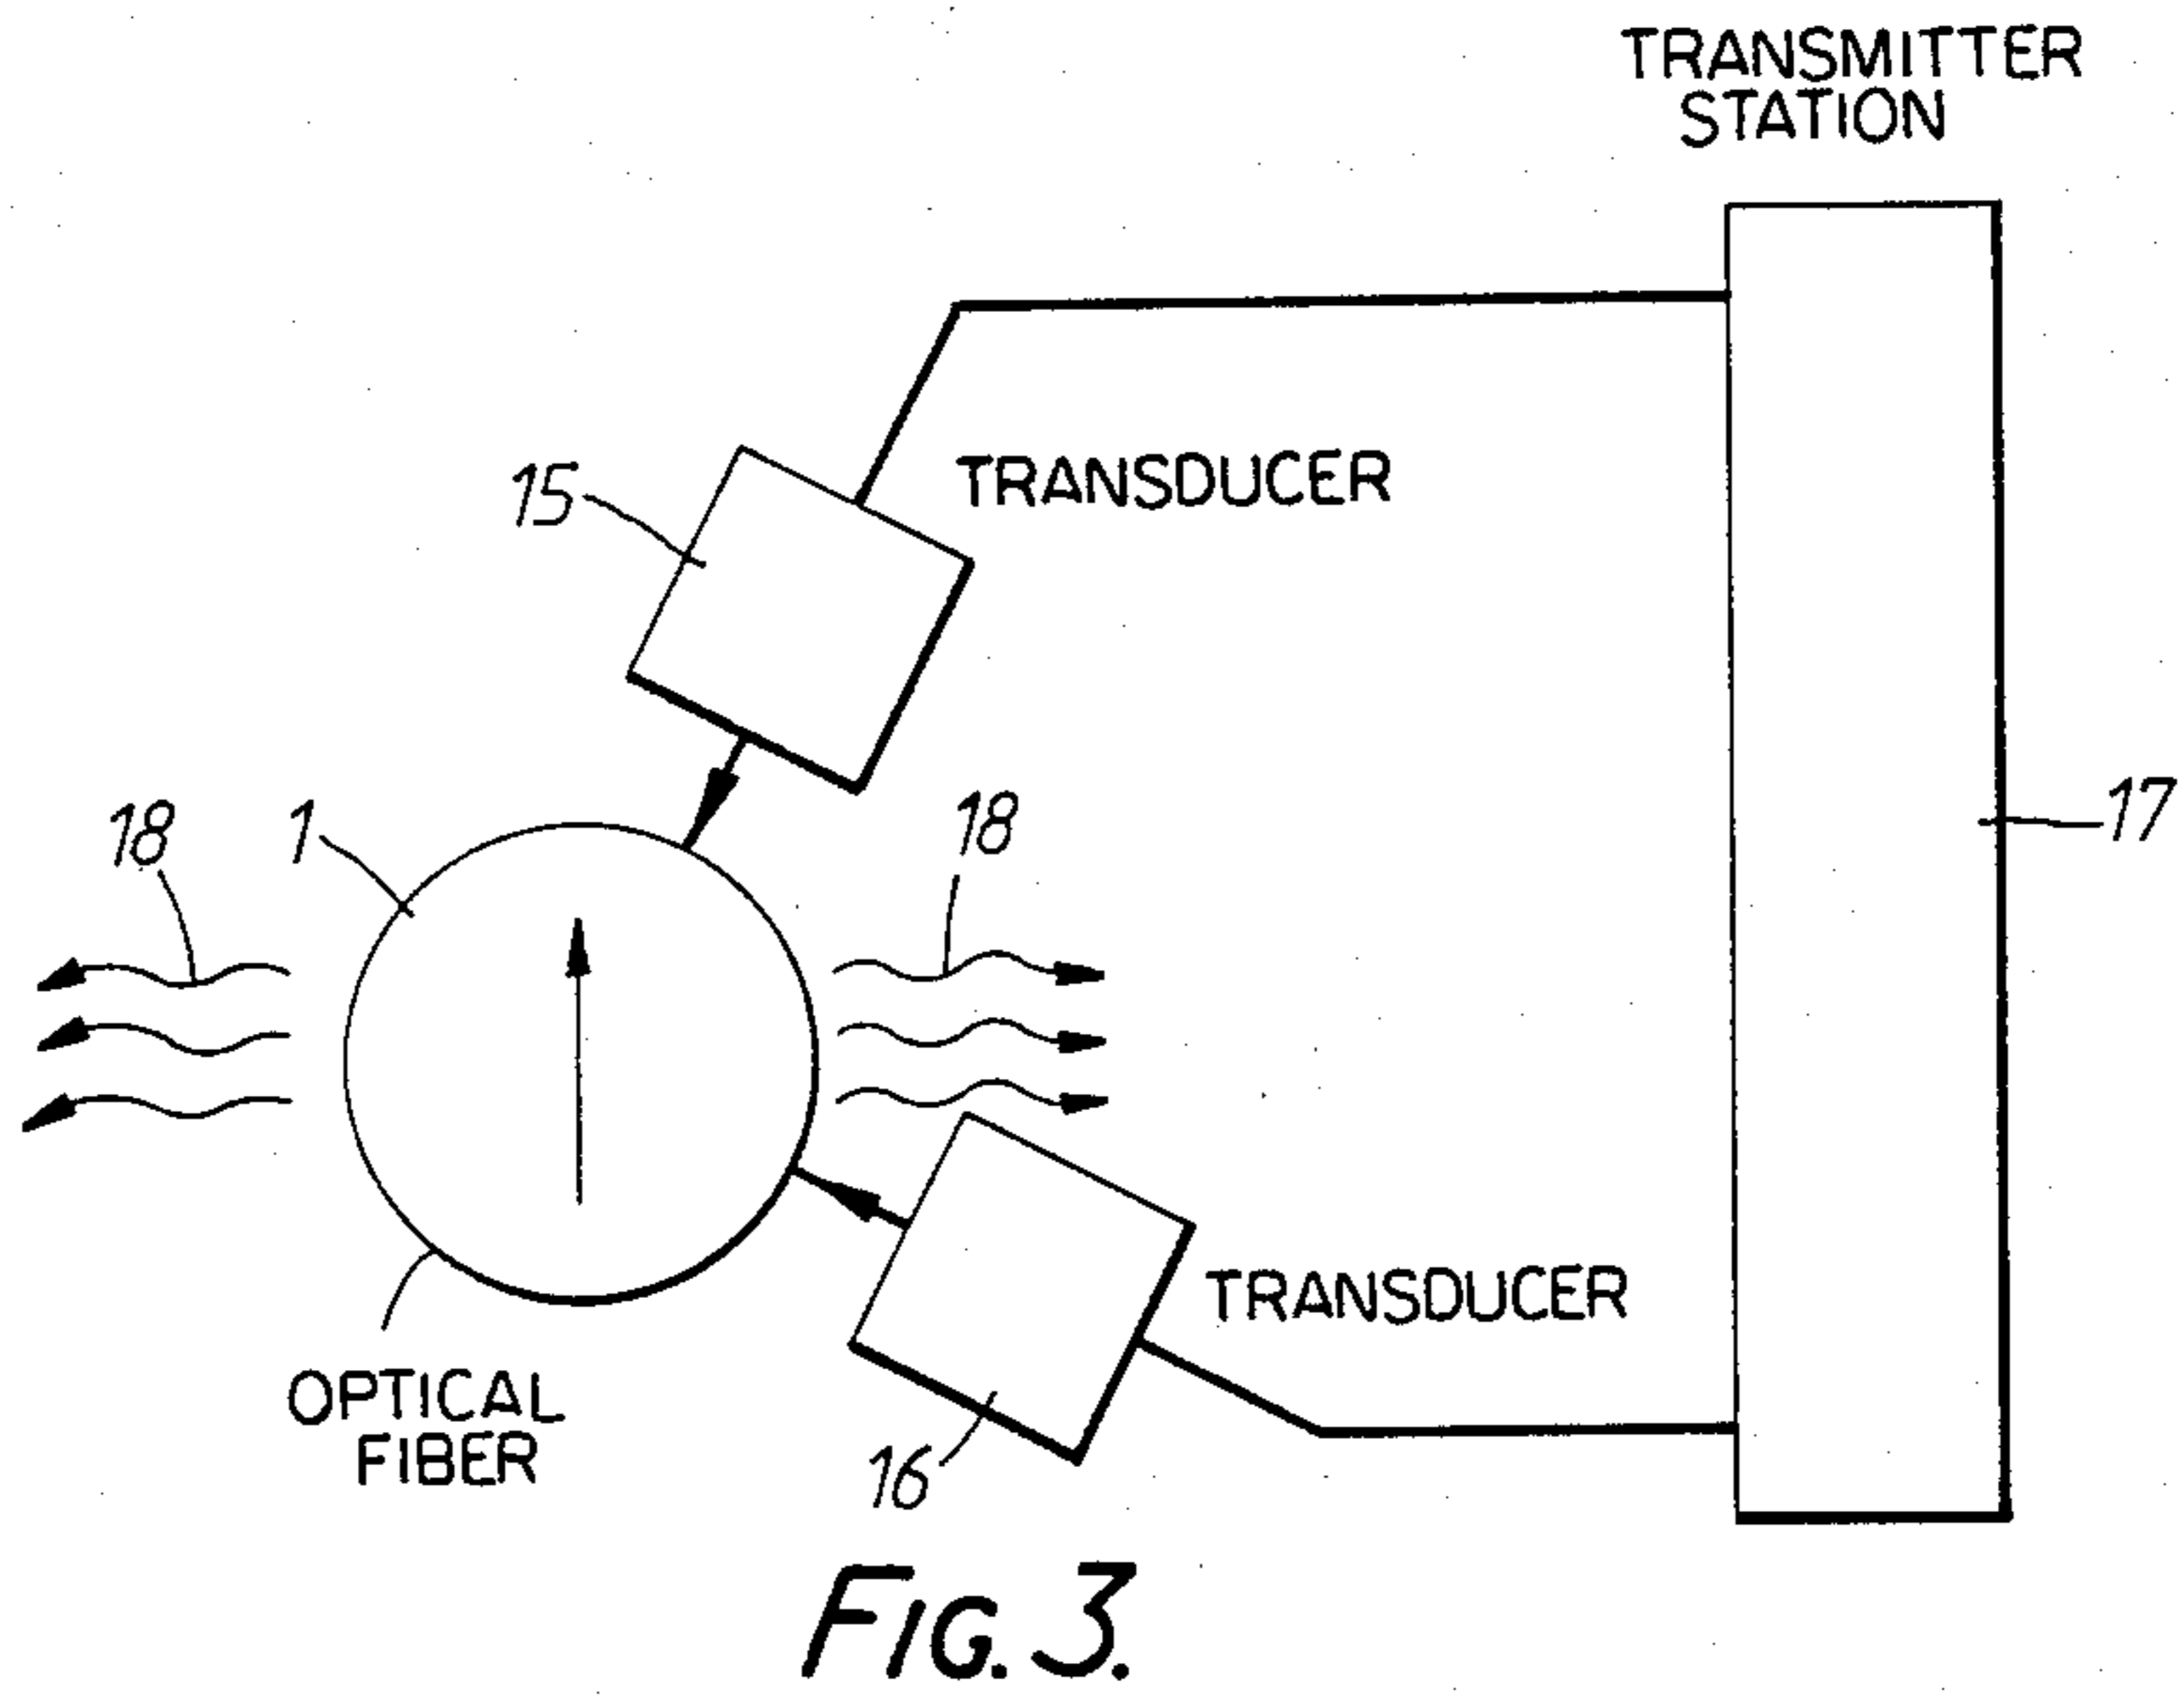 TRANSMITTER
STATION
15
TRANSDUCER
18
1
18
17
TRANSDUCER
OPTICAL
FIBER
16
FIG. 3.